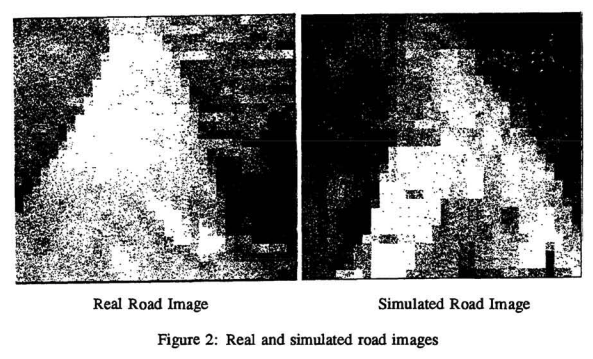 Real Road Image
Simulated Road Image
Figure 2: Real and simulated road images